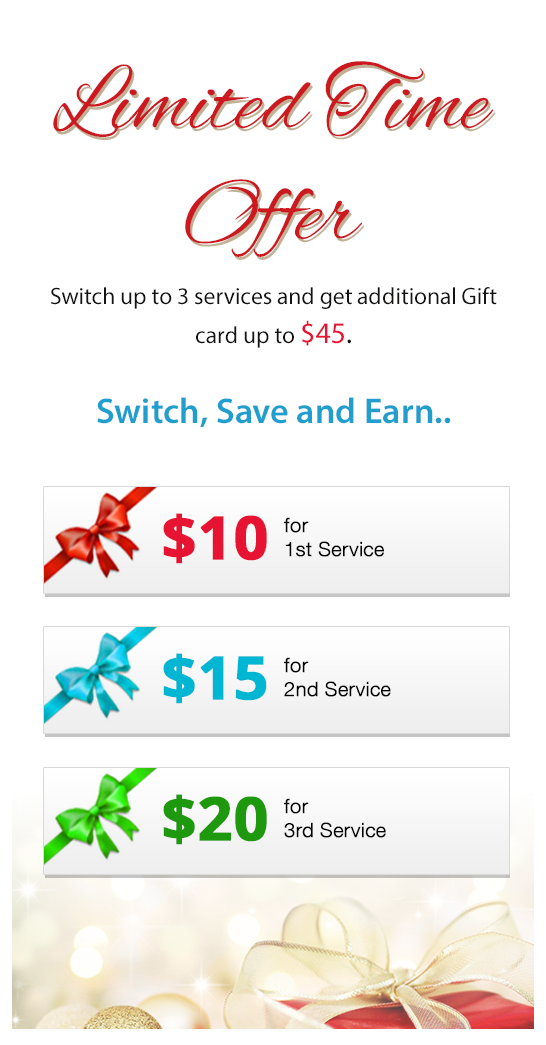 Limited Time
Offer
Switch up to 3 services and get additional Gift
card up to $45.
Switch, Save and Earn..
$10 for
1st Service
$15 for
2nd Service
$20 for
3rd Service